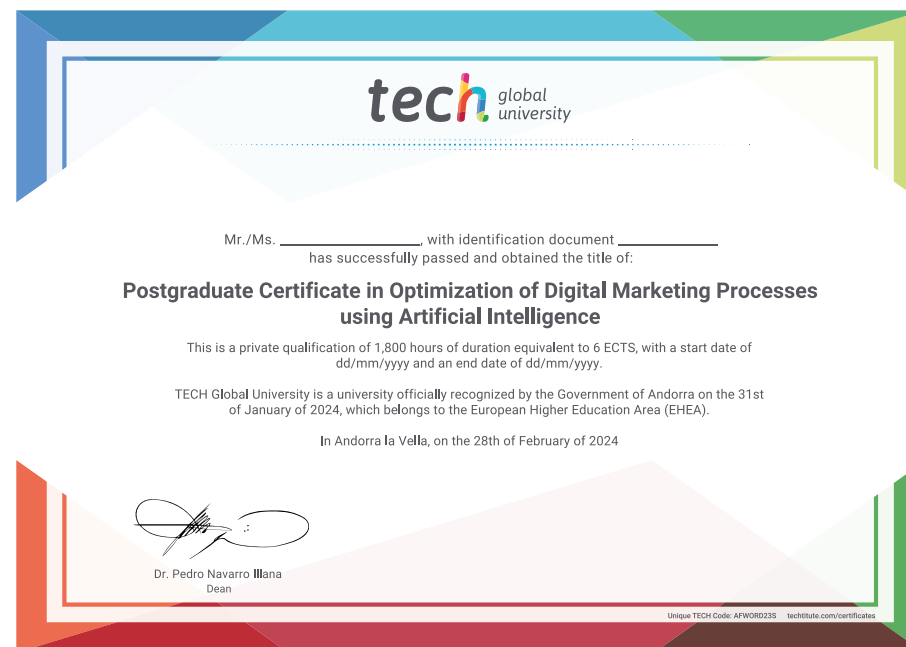 tech global university
Mr./Ms. ____________, with identification document ____________
has successfully passed and obtained the title of:
Postgraduate Certificate in Optimization of Digital Marketing Processes
using Artificial Intelligence
This is a private qualification of 1,800 hours of duration equivalent to 6 ECTS, with a start date of
dd/mm/yyyy and an end date of dd/mm/yyyy.
TECH Global University is a university officially recognized by the Government of Andorra on the 31st
of January of 2024, which belongs to the European Higher Education Area (EHEA).
In Andorra la Vella, on the 28th of February of 2024
Dr. Pedro Navarro Illana
Dean
Unique TECH Code: AFWORD23S techtitute.com/certificates